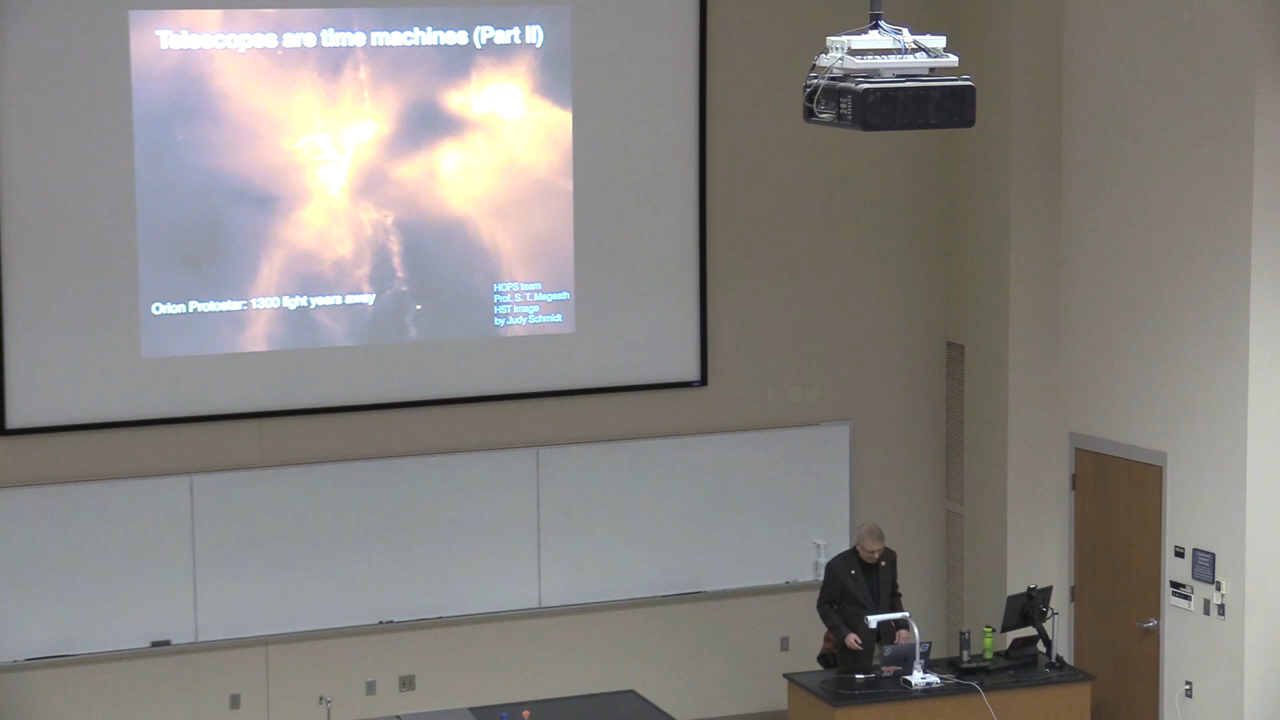 Telescopes are time machines (Part II)
Orion Protostar: 1300 light years away
HOPS team
Prof. S. T. Megeath
HST image
by Judy Schmidt